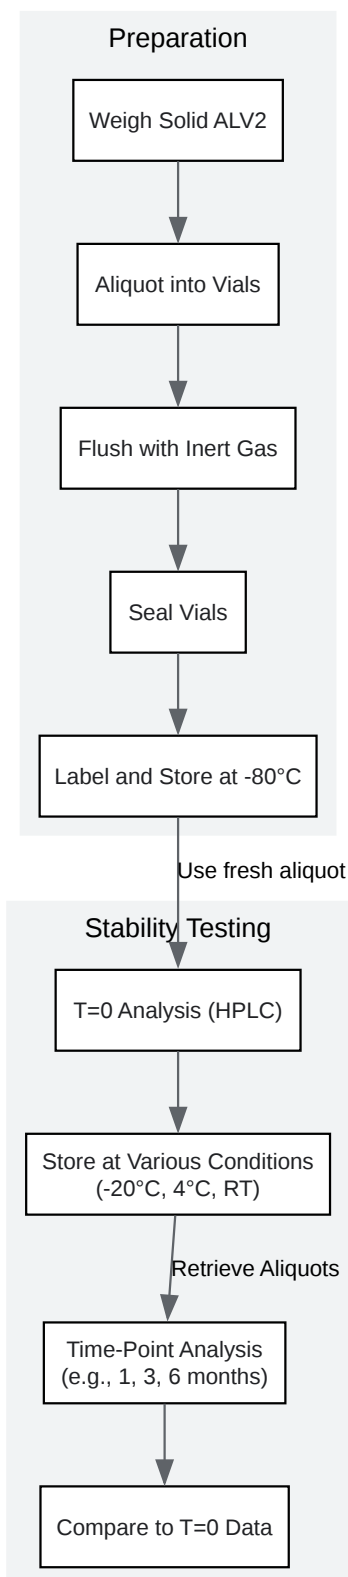 Preparation
Weigh Solid ALV2
Aliquot into Vials
Flush with Inert Gas
Seal Vials
Label and Store at -80°C
Use fresh aliquot
Stability Testing
T=0 Analysis (HPLC)
Store at Various Conditions
(-20°C, 4°C, RT)
Retrieve Aliquots
Time-Point Analysis
(e.g., 1, 3, 6 months)
Compare to T=0 Data